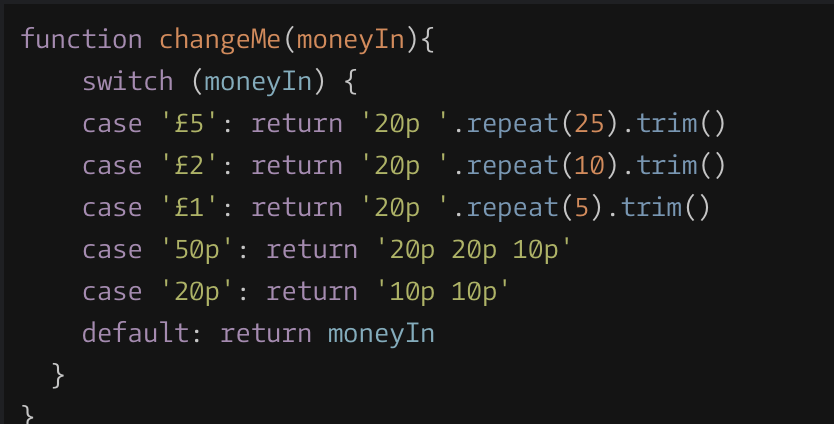 function changeMe(moneyIn){
    switch (moneyIn) {
    case '£5': return '20p '.repeat(25).trim()
    case '£2': return '20p '.repeat(10).trim()
    case '£1': return '20p '.repeat(5).trim()
    case '50p': return '20p 20p 10p'
    case '20p': return '10p 10p'
    default: return moneyIn
  }
}